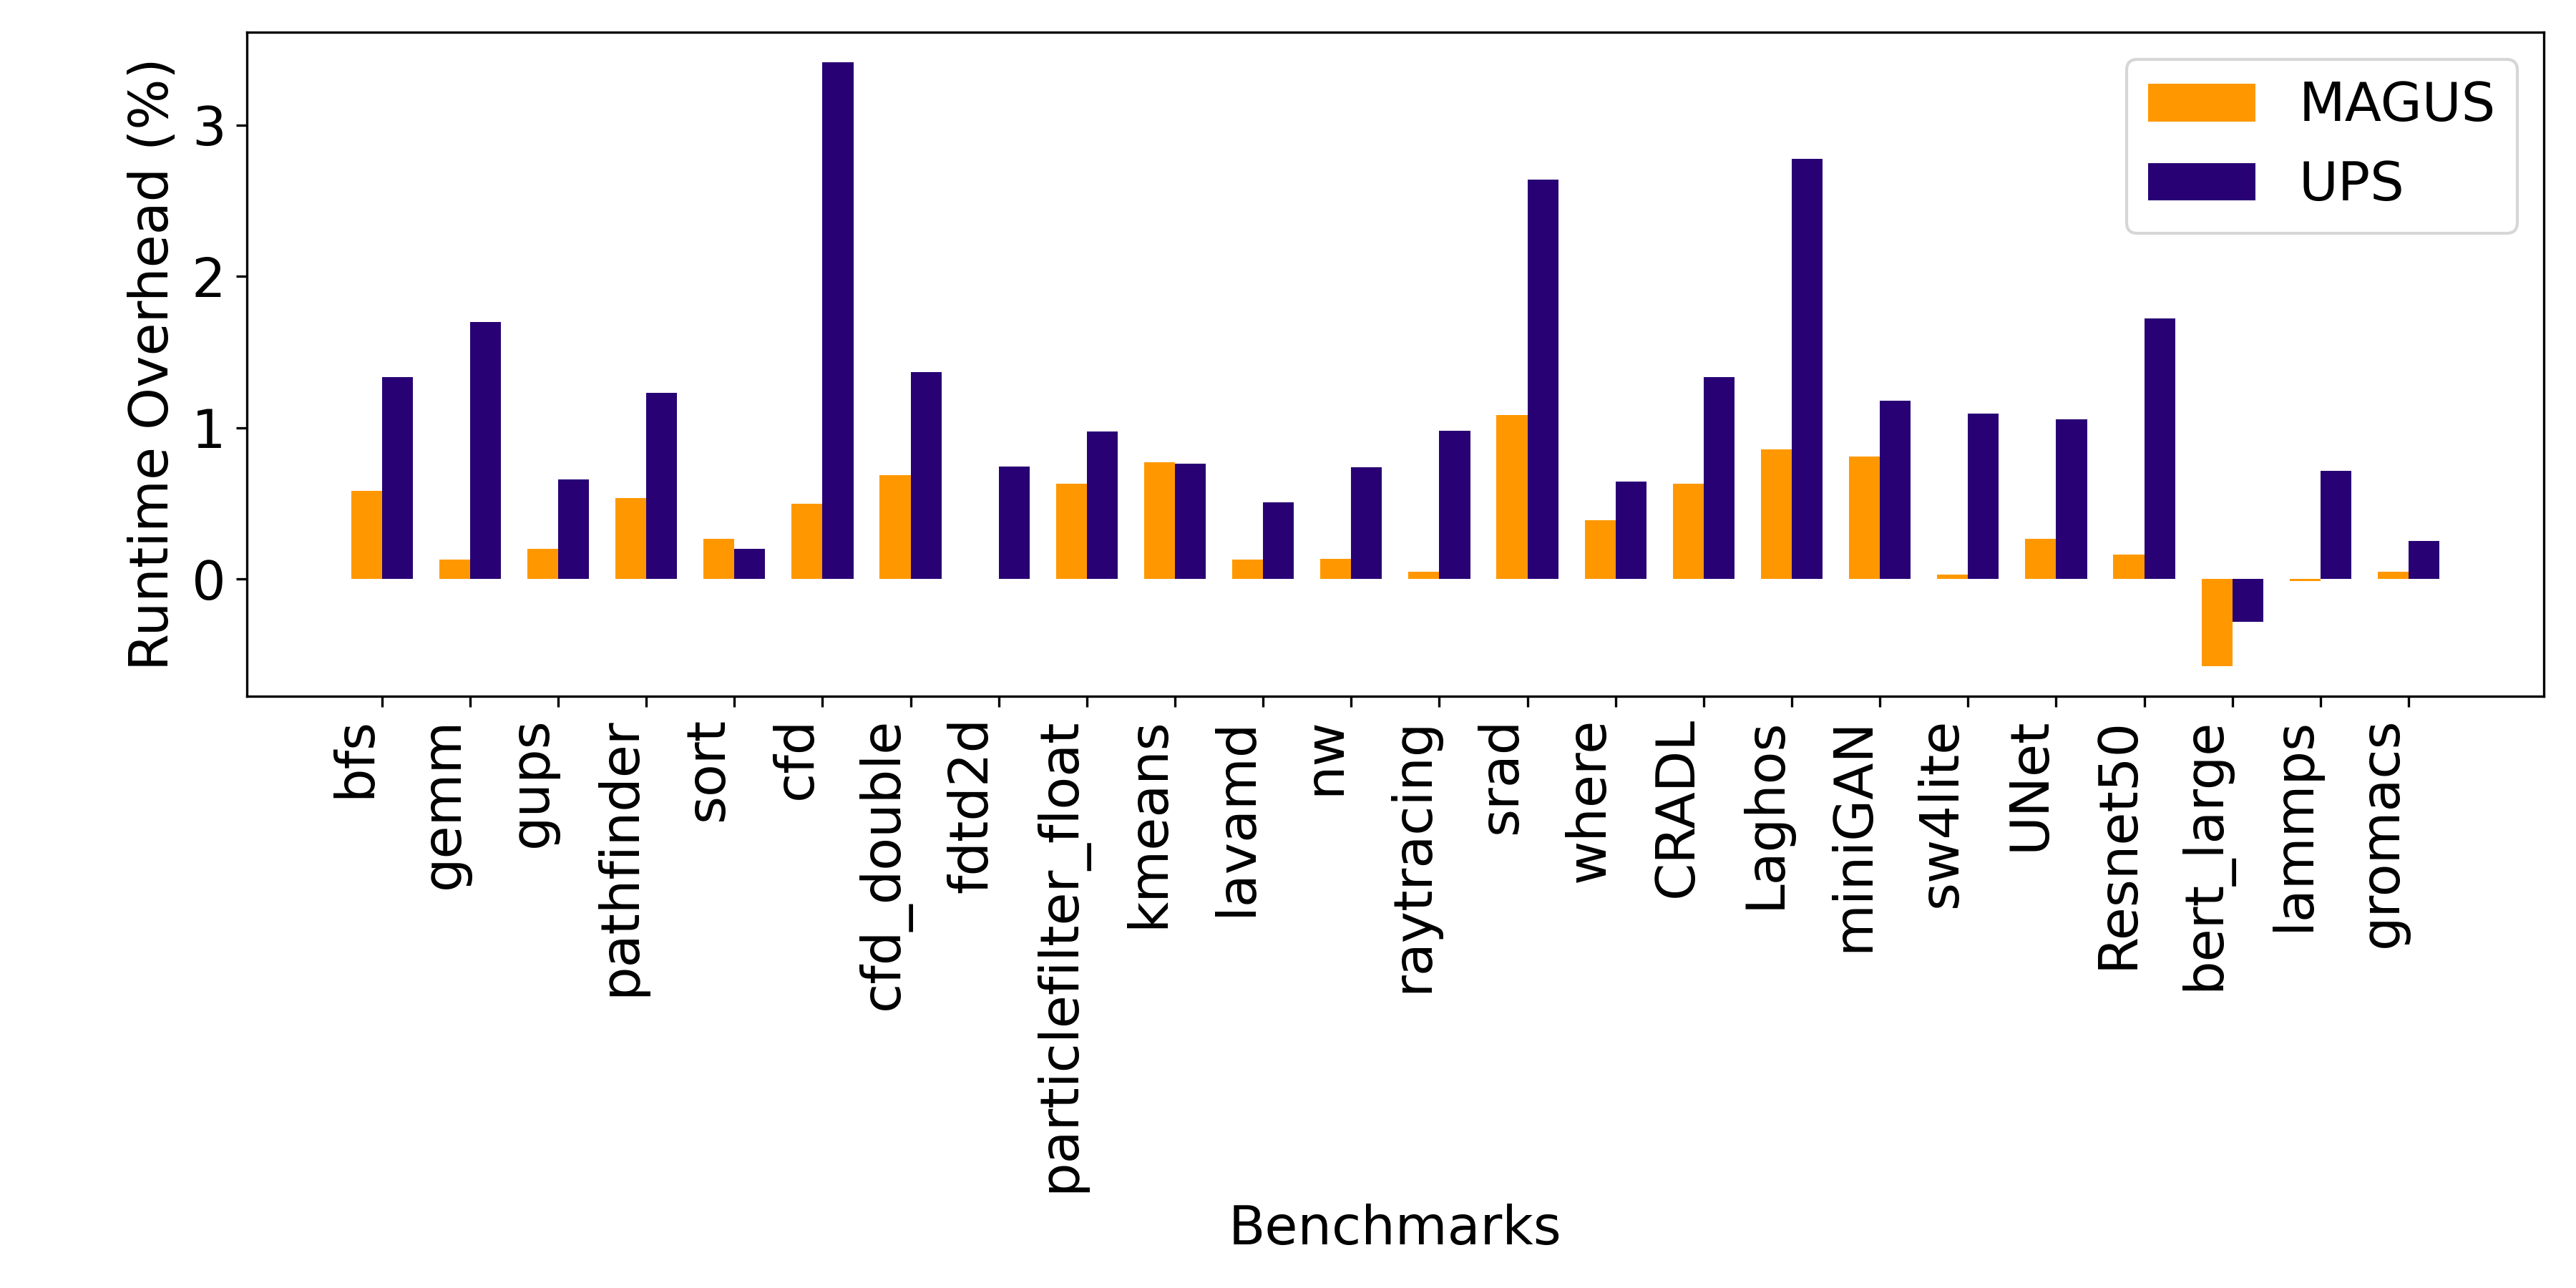 Runtime Overhead (%)
3
2
1
0
MAGUS
UPS
bfs
gemm
gups
pathfinder
sort
cfd
cfd_double
fdtd2d
particlefilter_float
kmeans
lavamd
nw
raytracing
srad
where
CRADL
Laghos
miniGAN
sw4lite
UNet
Resnet50
bert_large
lammps
gromacs
Benchmarks